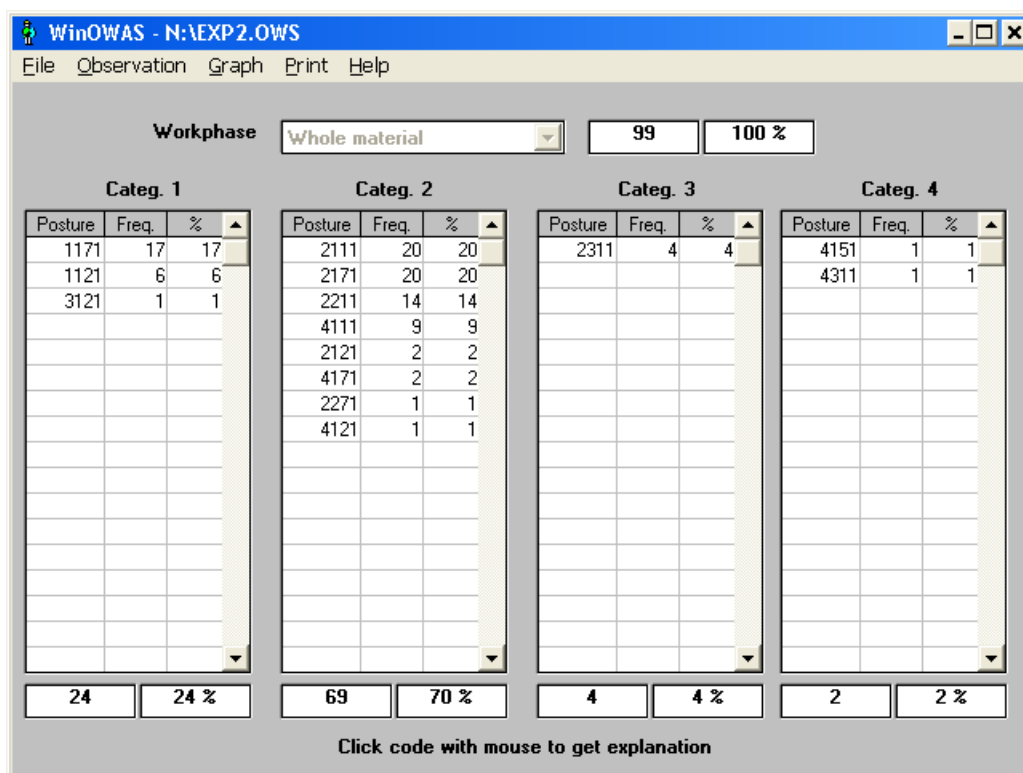 WinOWAS - N:\EXP2.OWS
File Observation Graph Print Help
Workphase Whole material 99 100 %
Categ. 1 Categ. 2 Categ. 3 Categ. 4
Posture Freq. % Posture Freq. % Posture Freq. % Posture Freq. %
1171 17 17 2111 20 20 2311 4 4 4151 1 1
1121 6 6 2171 20 20 4311 1 1
3121 1 1 2211 14 14
4111 9 9
2121 2 2
4171 2 2
2271 1 1
4121 1 1
24 24 % 69 70 % 4 4 % 2 2 %
Click code with mouse to get explanation